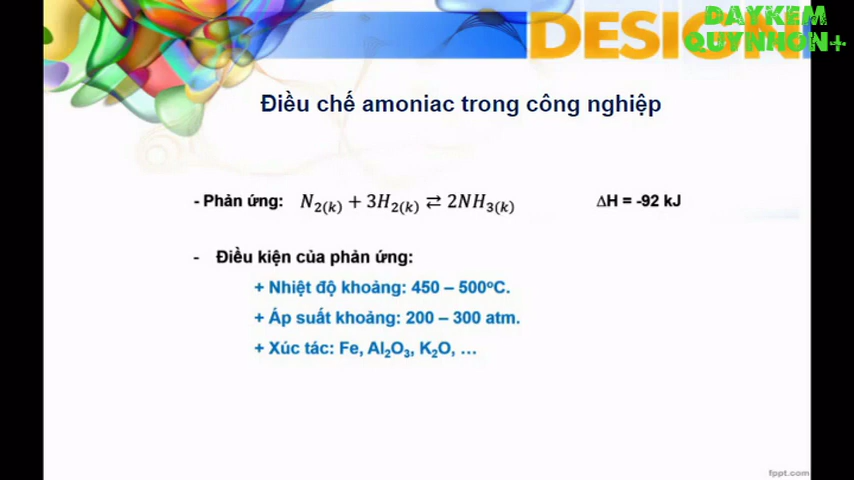 DAYKEM
DESIGN
QUYNHON+
Điều chế amoniac trong công nghiệp
- Phản ứng: N₂₍ₖ₎ + 3H₂₍ₖ₎ ⇄ 2NH₃₍ₖ₎ ∆H = -92 kJ
- Điều kiện của phản ứng:
+ Nhiệt độ khoảng: 450 – 500ºC.
+ Áp suất khoảng: 200 – 300 atm.
+ Xúc tác: Fe, Al₂O₃, K₂O, …
fppt.com